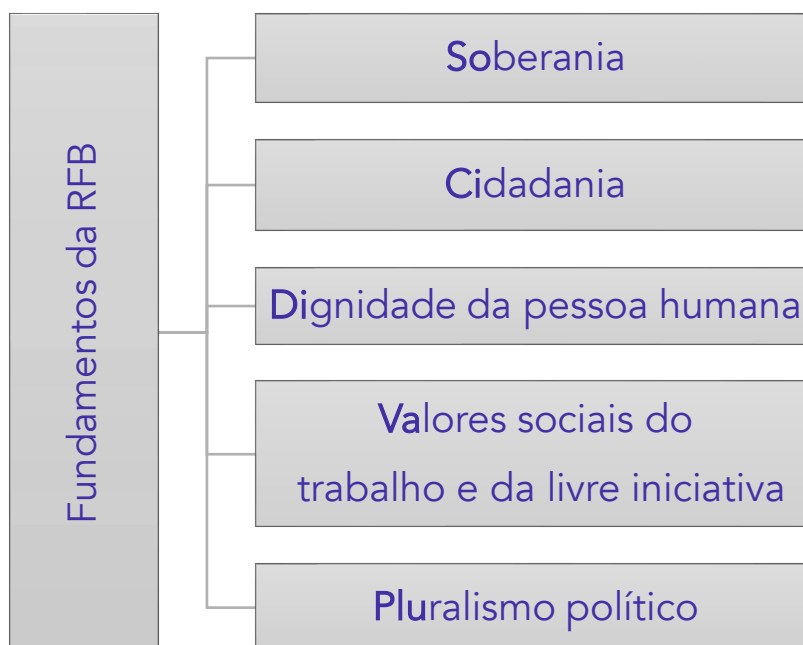 Fundamentos da RFB
Soberania
Cidadania
Dignidade da pessoa humana
Valores sociais do
trabalho e da livre iniciativa
Pluralismo político